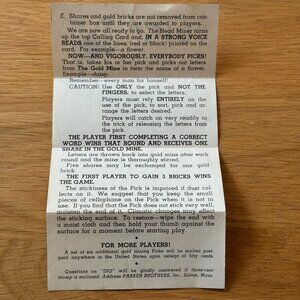 E. Shares and gold bricks are not removed from container box until they are awarded to players.
We are now all ready to go. The Head Miner turns
up the top Calling Card and, IN A STRONG VOICE
READS one of the lines, (red or black) printed on the
card. For example—a flower.
NOW—AND VIGOROUSLY, EVERYBODY PICKS!
That is, takes his or her pick and picks out letters
from The Gold Mine to form the name of a flower.
Example—daisy.
Remember—every man for himself!
CAUTION! Use ONLY the pick and NOT THE
FINGERS, to select the letters.
Players must rely ENTIRELY on the
use of the pick, to sort, pick and arrange the letters desired.
Players will catch on very readily to
the trick of releasing the letters from
the pick.
THE PLAYER FIRST COMPLETING A CORRECT
WORD WINS THAT ROUND AND RECEIVES ONE
SHARE IN THE GOLD MINE.
Letters are thrown back into gold mine after each
round and the mine is thoroughly stirred.
Five shares may be exchanged for one gold
brick.
THE FIRST PLAYER TO GAIN 3 BRICKS WINS
THE GAME.
The stickiness of the Pick is impaired if dust collects on it. We suggest that you keep the small
pieces of cellophane on the Pick when it is not in
use. If you find that the Pick does not stick very well,
moisten the end of it. Climatic changes may effect
the sticking surface. To restore—wipe the end with
a moist cloth and then hold your thumb against the
surface for a moment before starting play.
FOR MORE PLAYERS!
A set of six additional gold mining Picks will be mailed postpaid anywhere in the United States upon receipt of fifty cents.
Questions on "DIG" will be gladly answered if three-cent
stamp is enclosed. Address PARKER BROTHERS, Inc., Salem, Mass.